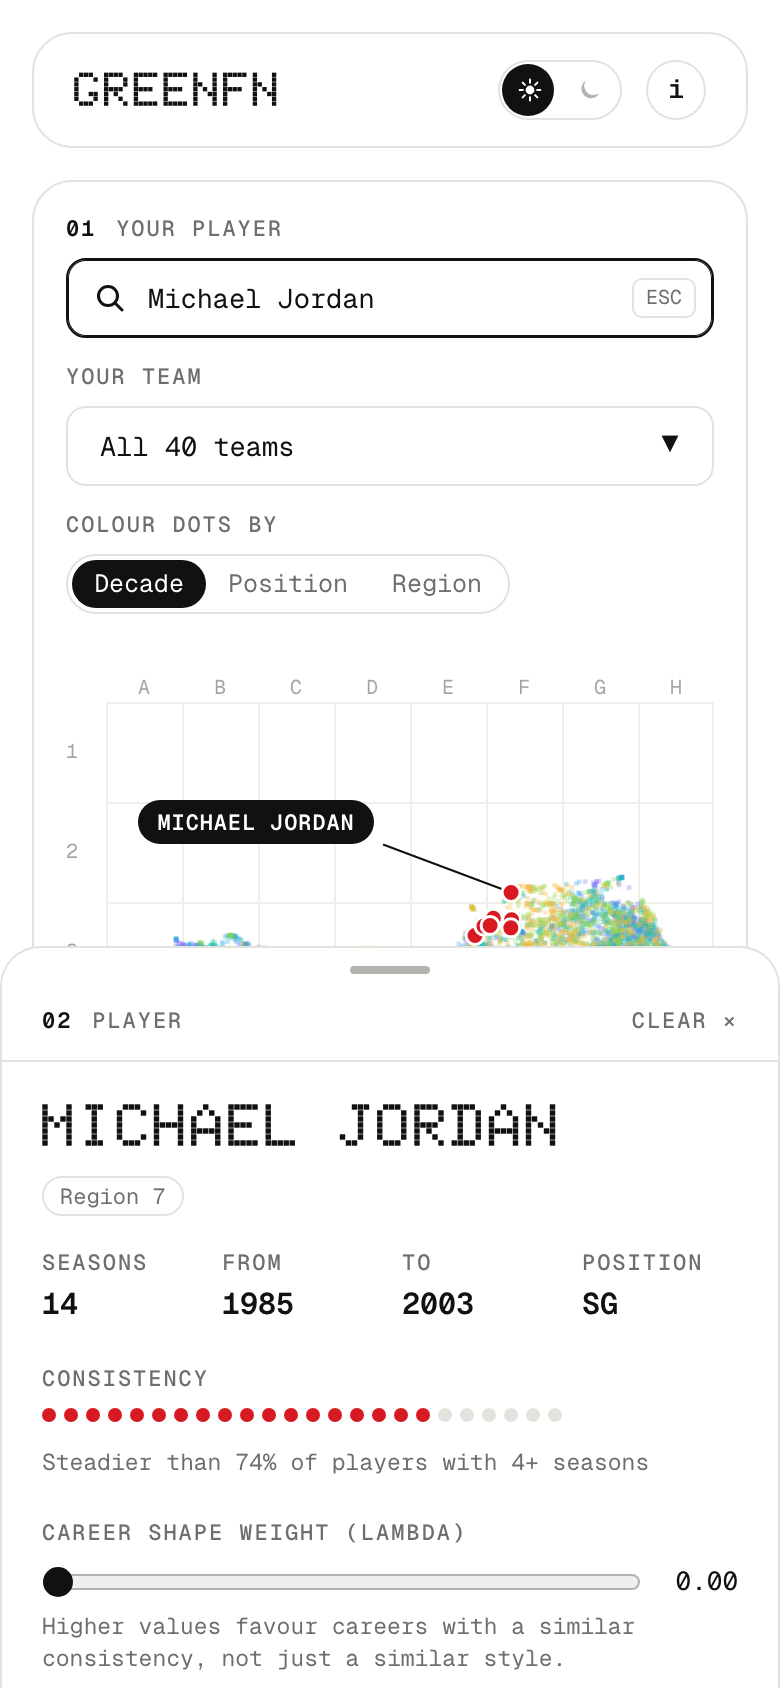 GREENFN
i
01 YOUR PLAYER
Michael Jordan ESC
YOUR TEAM
All 40 teams ▼
COLOUR DOTS BY
Decade Position Region
A B C D E F G H
1
MICHAEL JORDAN
2
02 PLAYER CLEAR ×
MICHAEL JORDAN
Region 7
SEASONS FROM TO POSITION
14 1985 2003 SG
CONSISTENCY
Steadier than 74% of players with 4+ seasons
CAREER SHAPE WEIGHT (LAMBDA)
0.00
Higher values favour careers with a similar
consistency, not just a similar style.